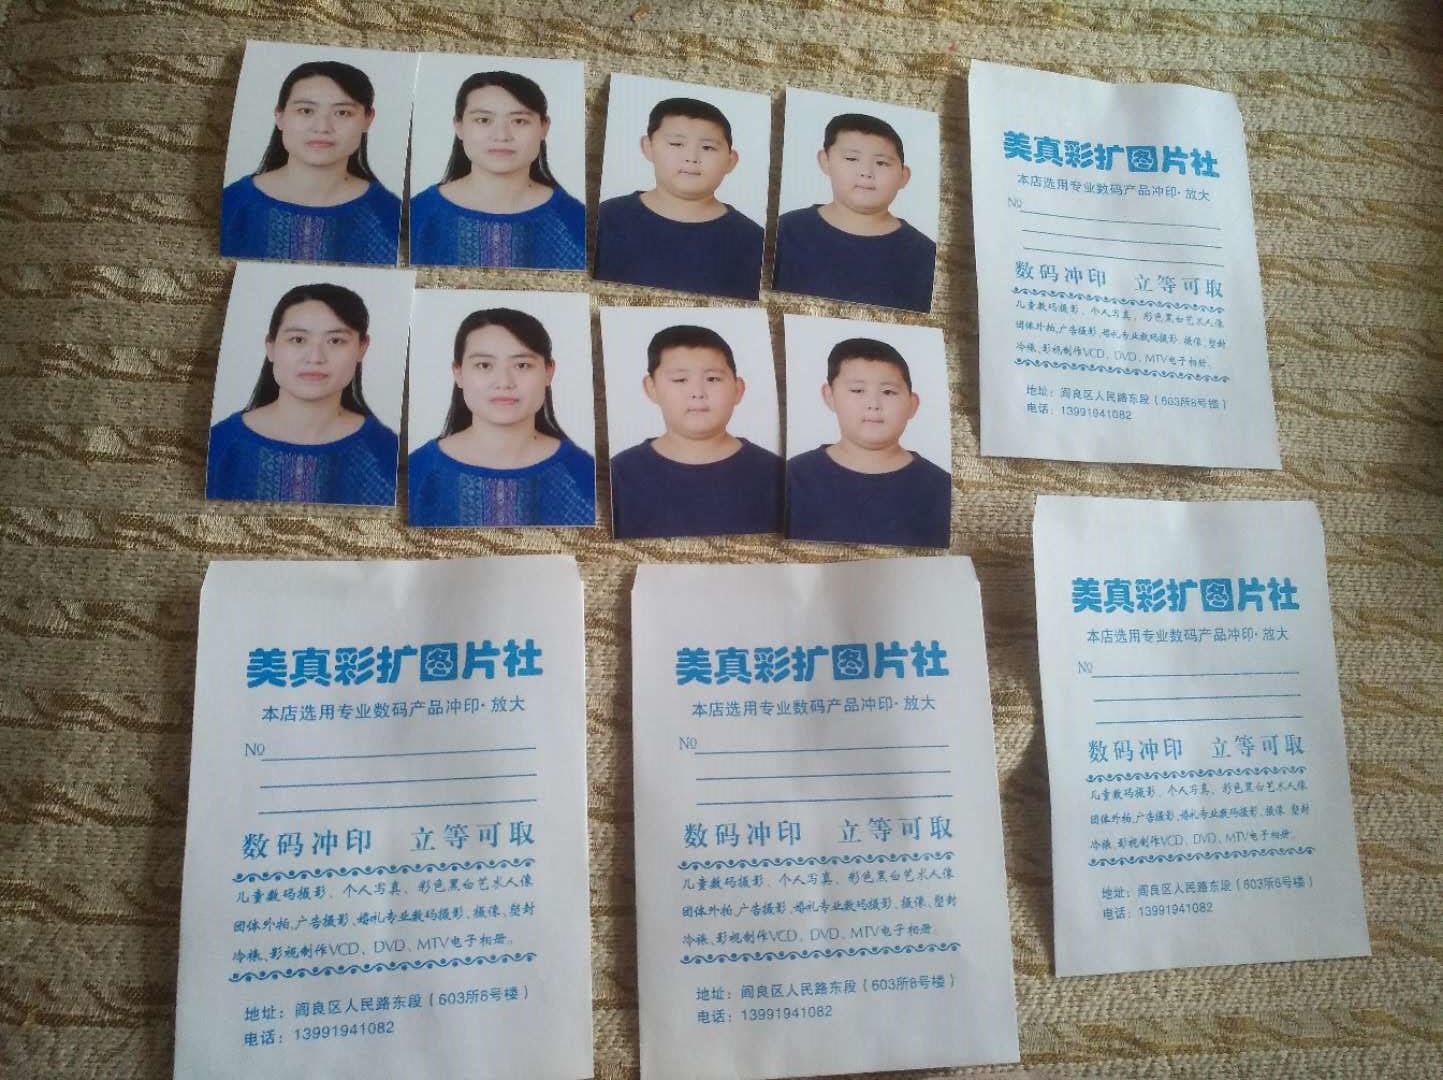 美真彩扩图片社
本店选用专业数码产品冲印·放大
No
数码冲印 立等可取
儿童数码摄影、个人写真、彩色黑白艺术人像
团体外拍,广告摄影、婚礼专业数码摄影、摄像、塑封
冷裱、影视制作VCD、DVD、MTV电子相册。
地址：阎良区人民路东段（603所8号楼）
电话：13991941082
美真彩扩图片社
本店选用专业数码产品冲印·放大
No
数码冲印 立等可取
儿童数码摄影、个人写真、彩色黑白艺术人像
团体外拍,广告摄影、婚礼专业数码摄影、摄像、塑封
冷裱、影视制作VCD、DVD、MTV电子相册。
地址：阎良区人民路东段（603所8号楼）
电话：13991941082
美真彩扩图片社
本店选用专业数码产品冲印·放大
No
数码冲印 立等可取
儿童数码摄影、个人写真、彩色黑白艺术人像
团体外拍,广告摄影、婚礼专业数码摄影、摄像、塑封
冷裱、影视制作VCD、DVD、MTV电子相册。
地址：阎良区人民路东段（603所8号楼）
电话：13991941082
美真彩扩图片社
本店选用专业数码产品冲印·放大
No
数码冲印 立等可取
儿童数码摄影、个人写真、彩色黑白艺术人像
团体外拍,广告摄影、婚礼专业数码摄影、摄像、塑封
冷裱、影视制作VCD、DVD、MTV电子相册。
地址：阎良区人民路东段（603所8号楼）
电话：13991941082